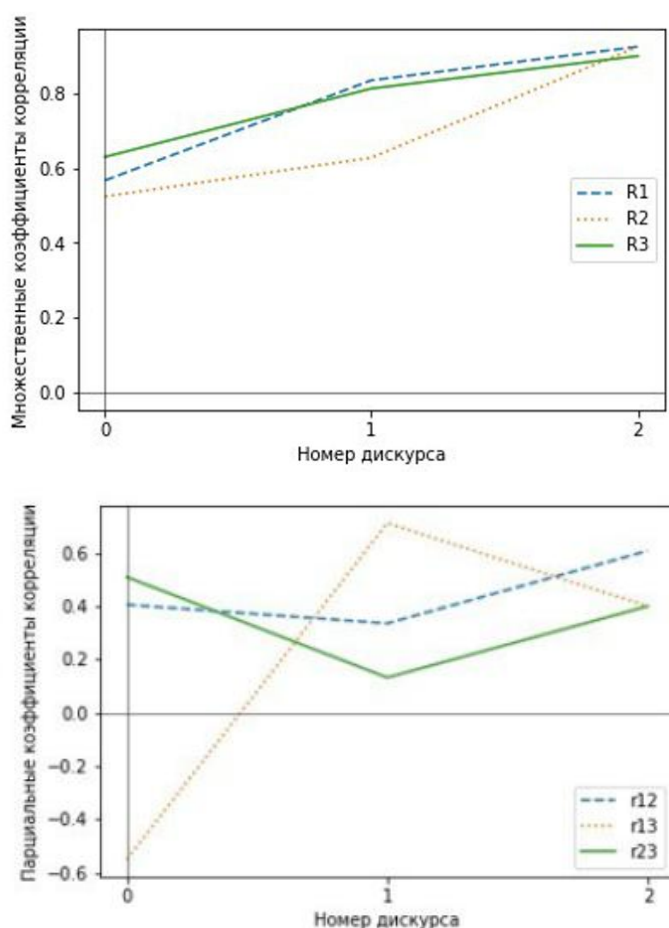 Множественные коэффициенты корреляции
0.8
0.6
0.4
0.2
0.0
R1
R2
R3
0 1 2
Номер дискурса
Парциальные коэффициенты корреляции
0.6
0.4
0.2
0.0
−0.2
−0.4
−0.6
r12
r13
r23
0 1 2
Номер дискурса